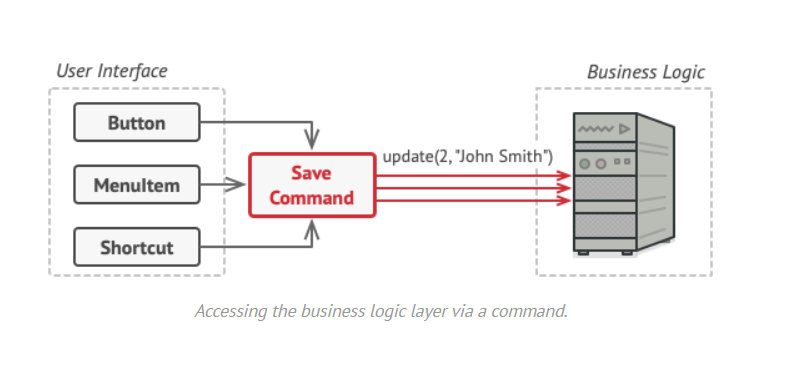 User Interface
Business Logic
Button
MenuItem
Shortcut
Save
Command
update(2, "John Smith")
Accessing the business logic layer via a command.